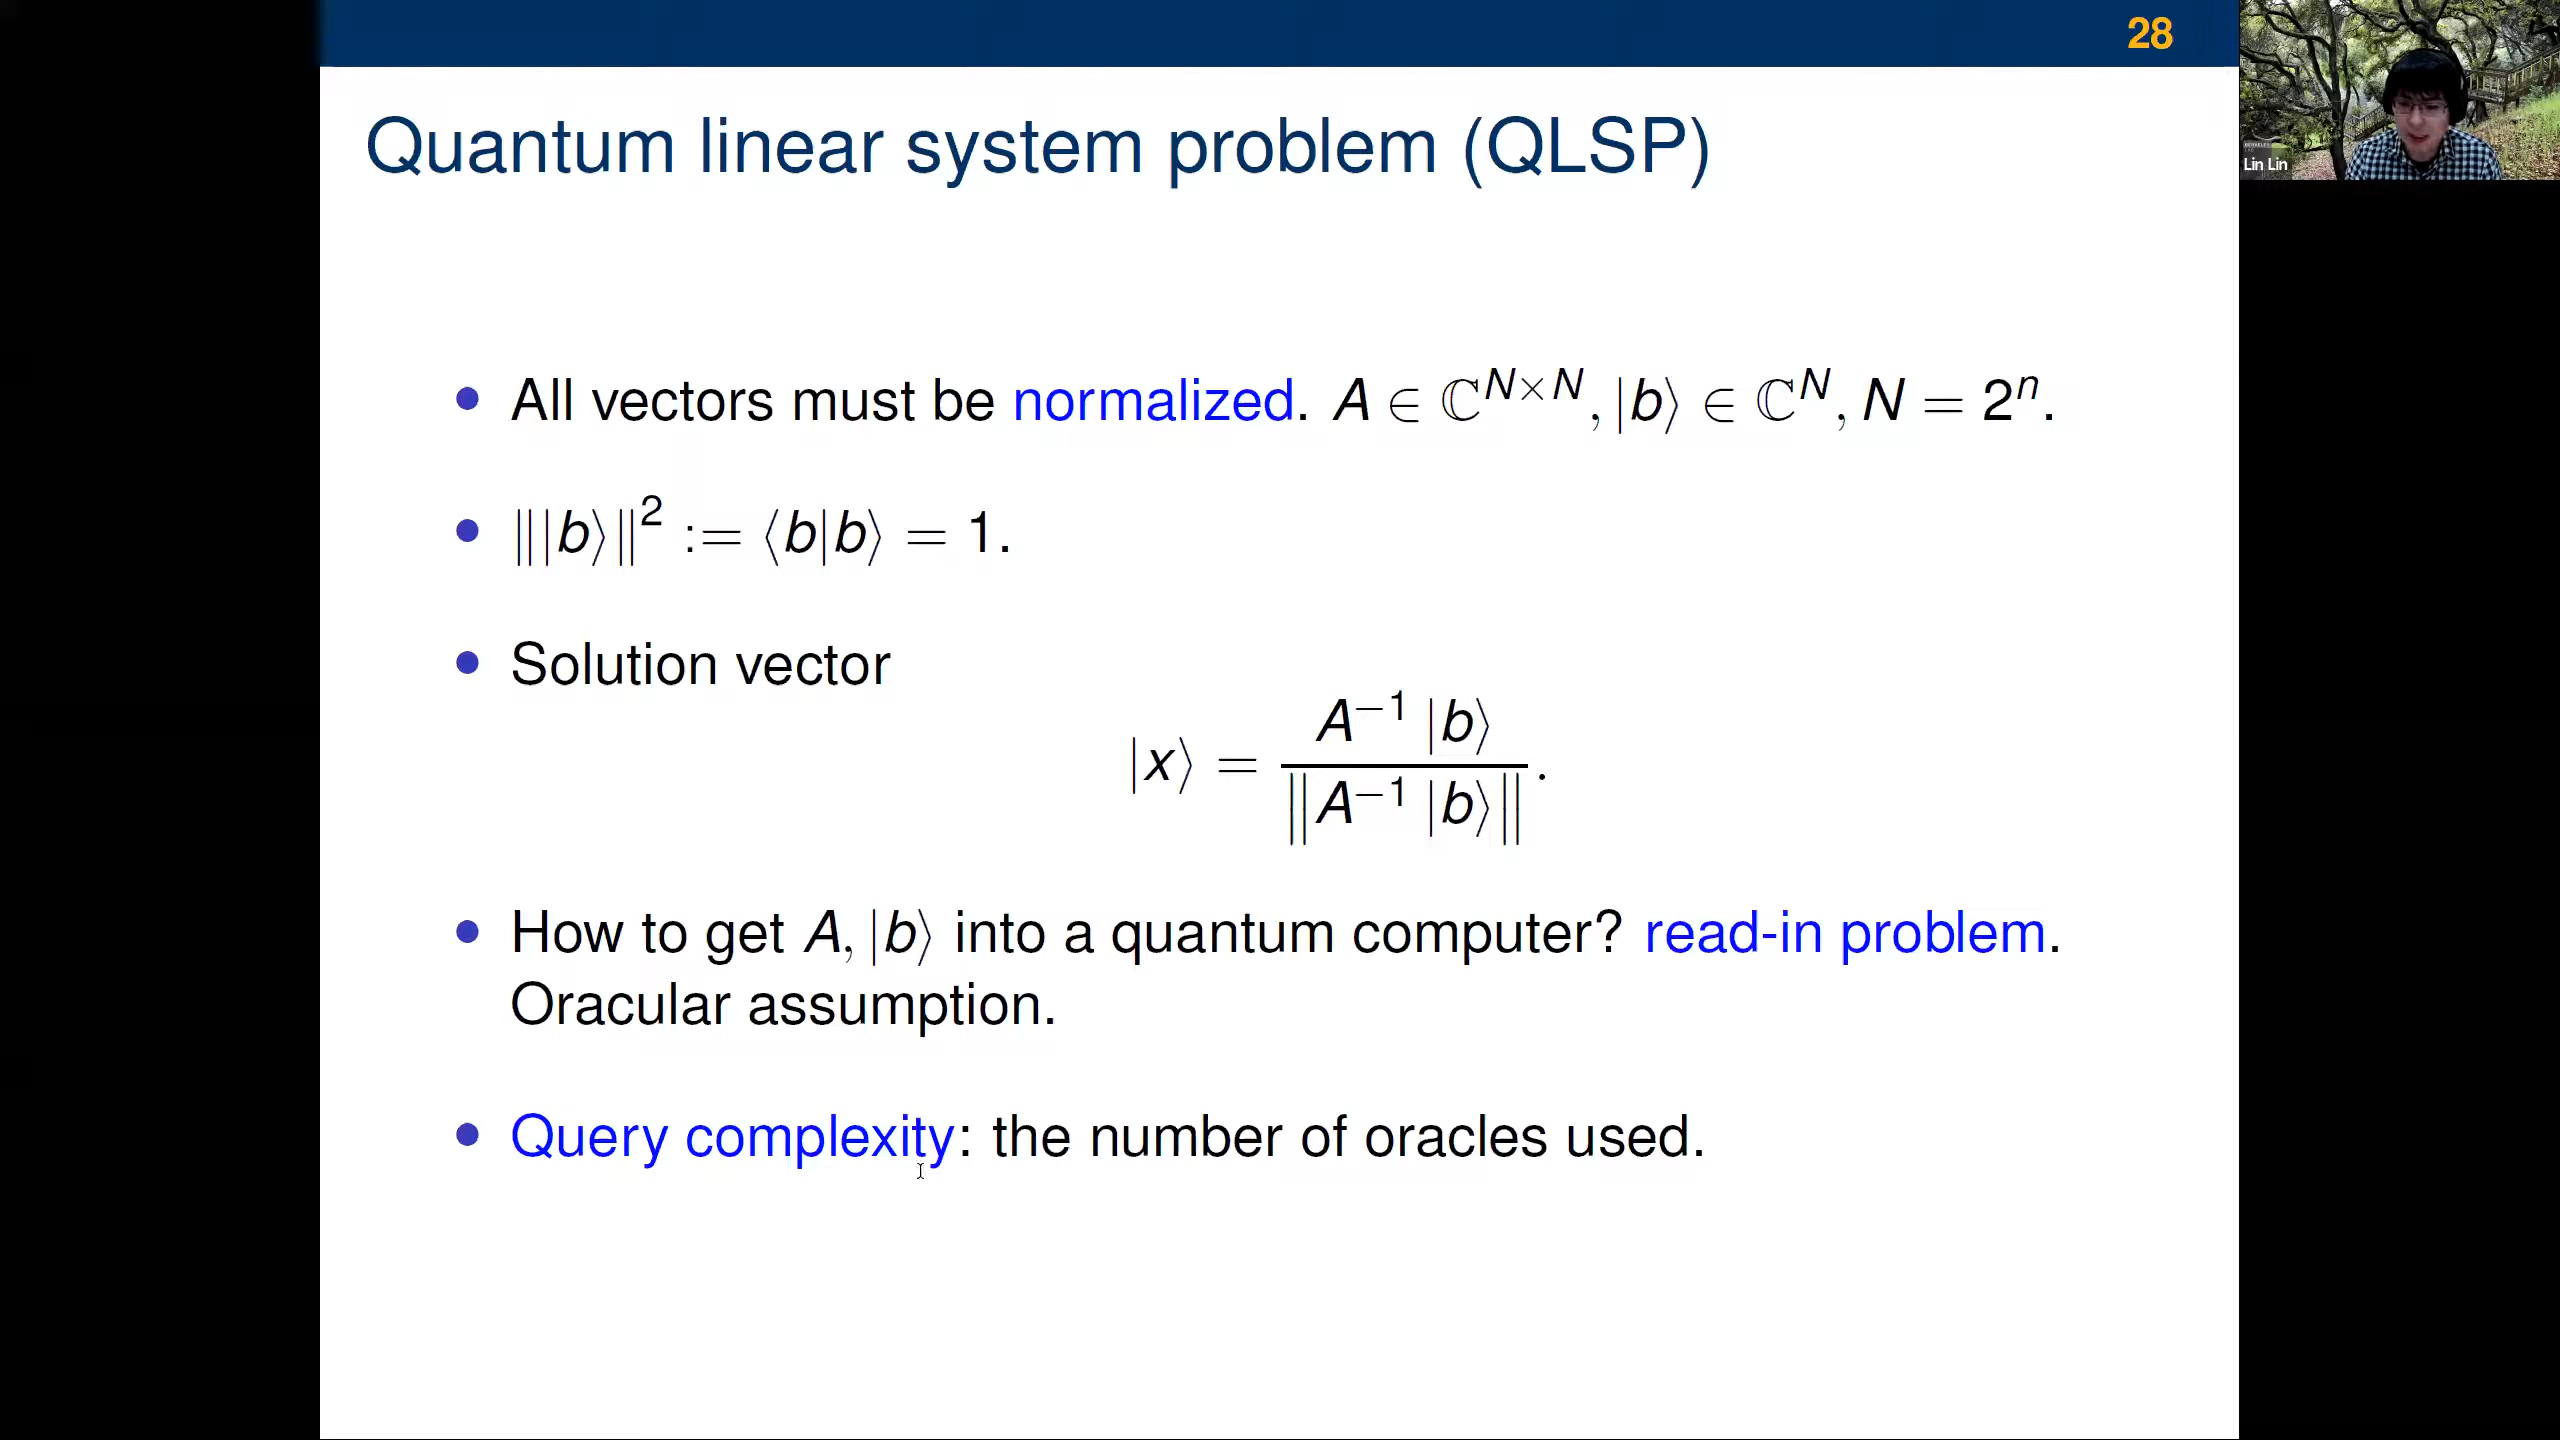 28
Lin Lin
Quantum linear system problem (QLSP)
• All vectors must be normalized. A ∈ ℂ^{N×N}, |b⟩ ∈ ℂ^N, N = 2^n.
• ‖|b⟩‖² := ⟨b|b⟩ = 1.
• Solution vector
|x⟩ = A⁻¹ |b⟩ / ‖A⁻¹ |b⟩‖.
• How to get A, |b⟩ into a quantum computer? read-in problem.
Oracular assumption.
• Query complexity: the number of oracles used.